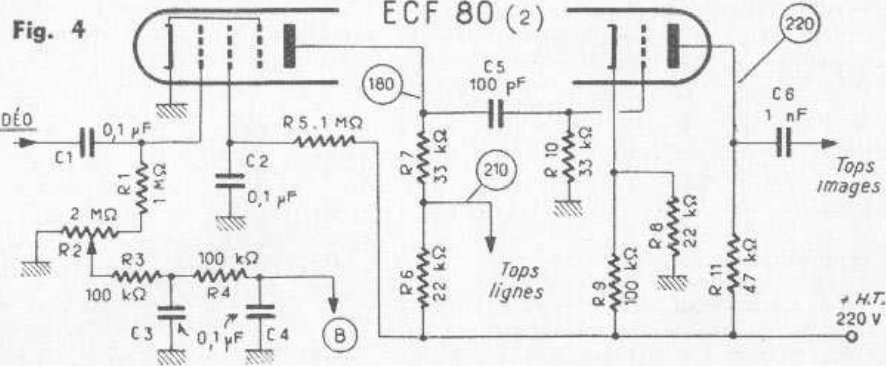 Fig. 4
ECF 80 (2)
220
180
C5
100 pF
C6
1 nF
DÉO
0,1 µF
C1
R1
1 MΩ
C2
0,1 µF
R5.1 MΩ
R7
33 kΩ
R10
33 kΩ
Tops
images
210
2 MΩ
R2
R3
100 kΩ
100 kΩ
R4
C3
0,1 µF
C4
B
R6
22 kΩ
Tops
lignes
R9
100 kΩ
R8
22 kΩ
R11
47 kΩ
+ H.T.
220 V